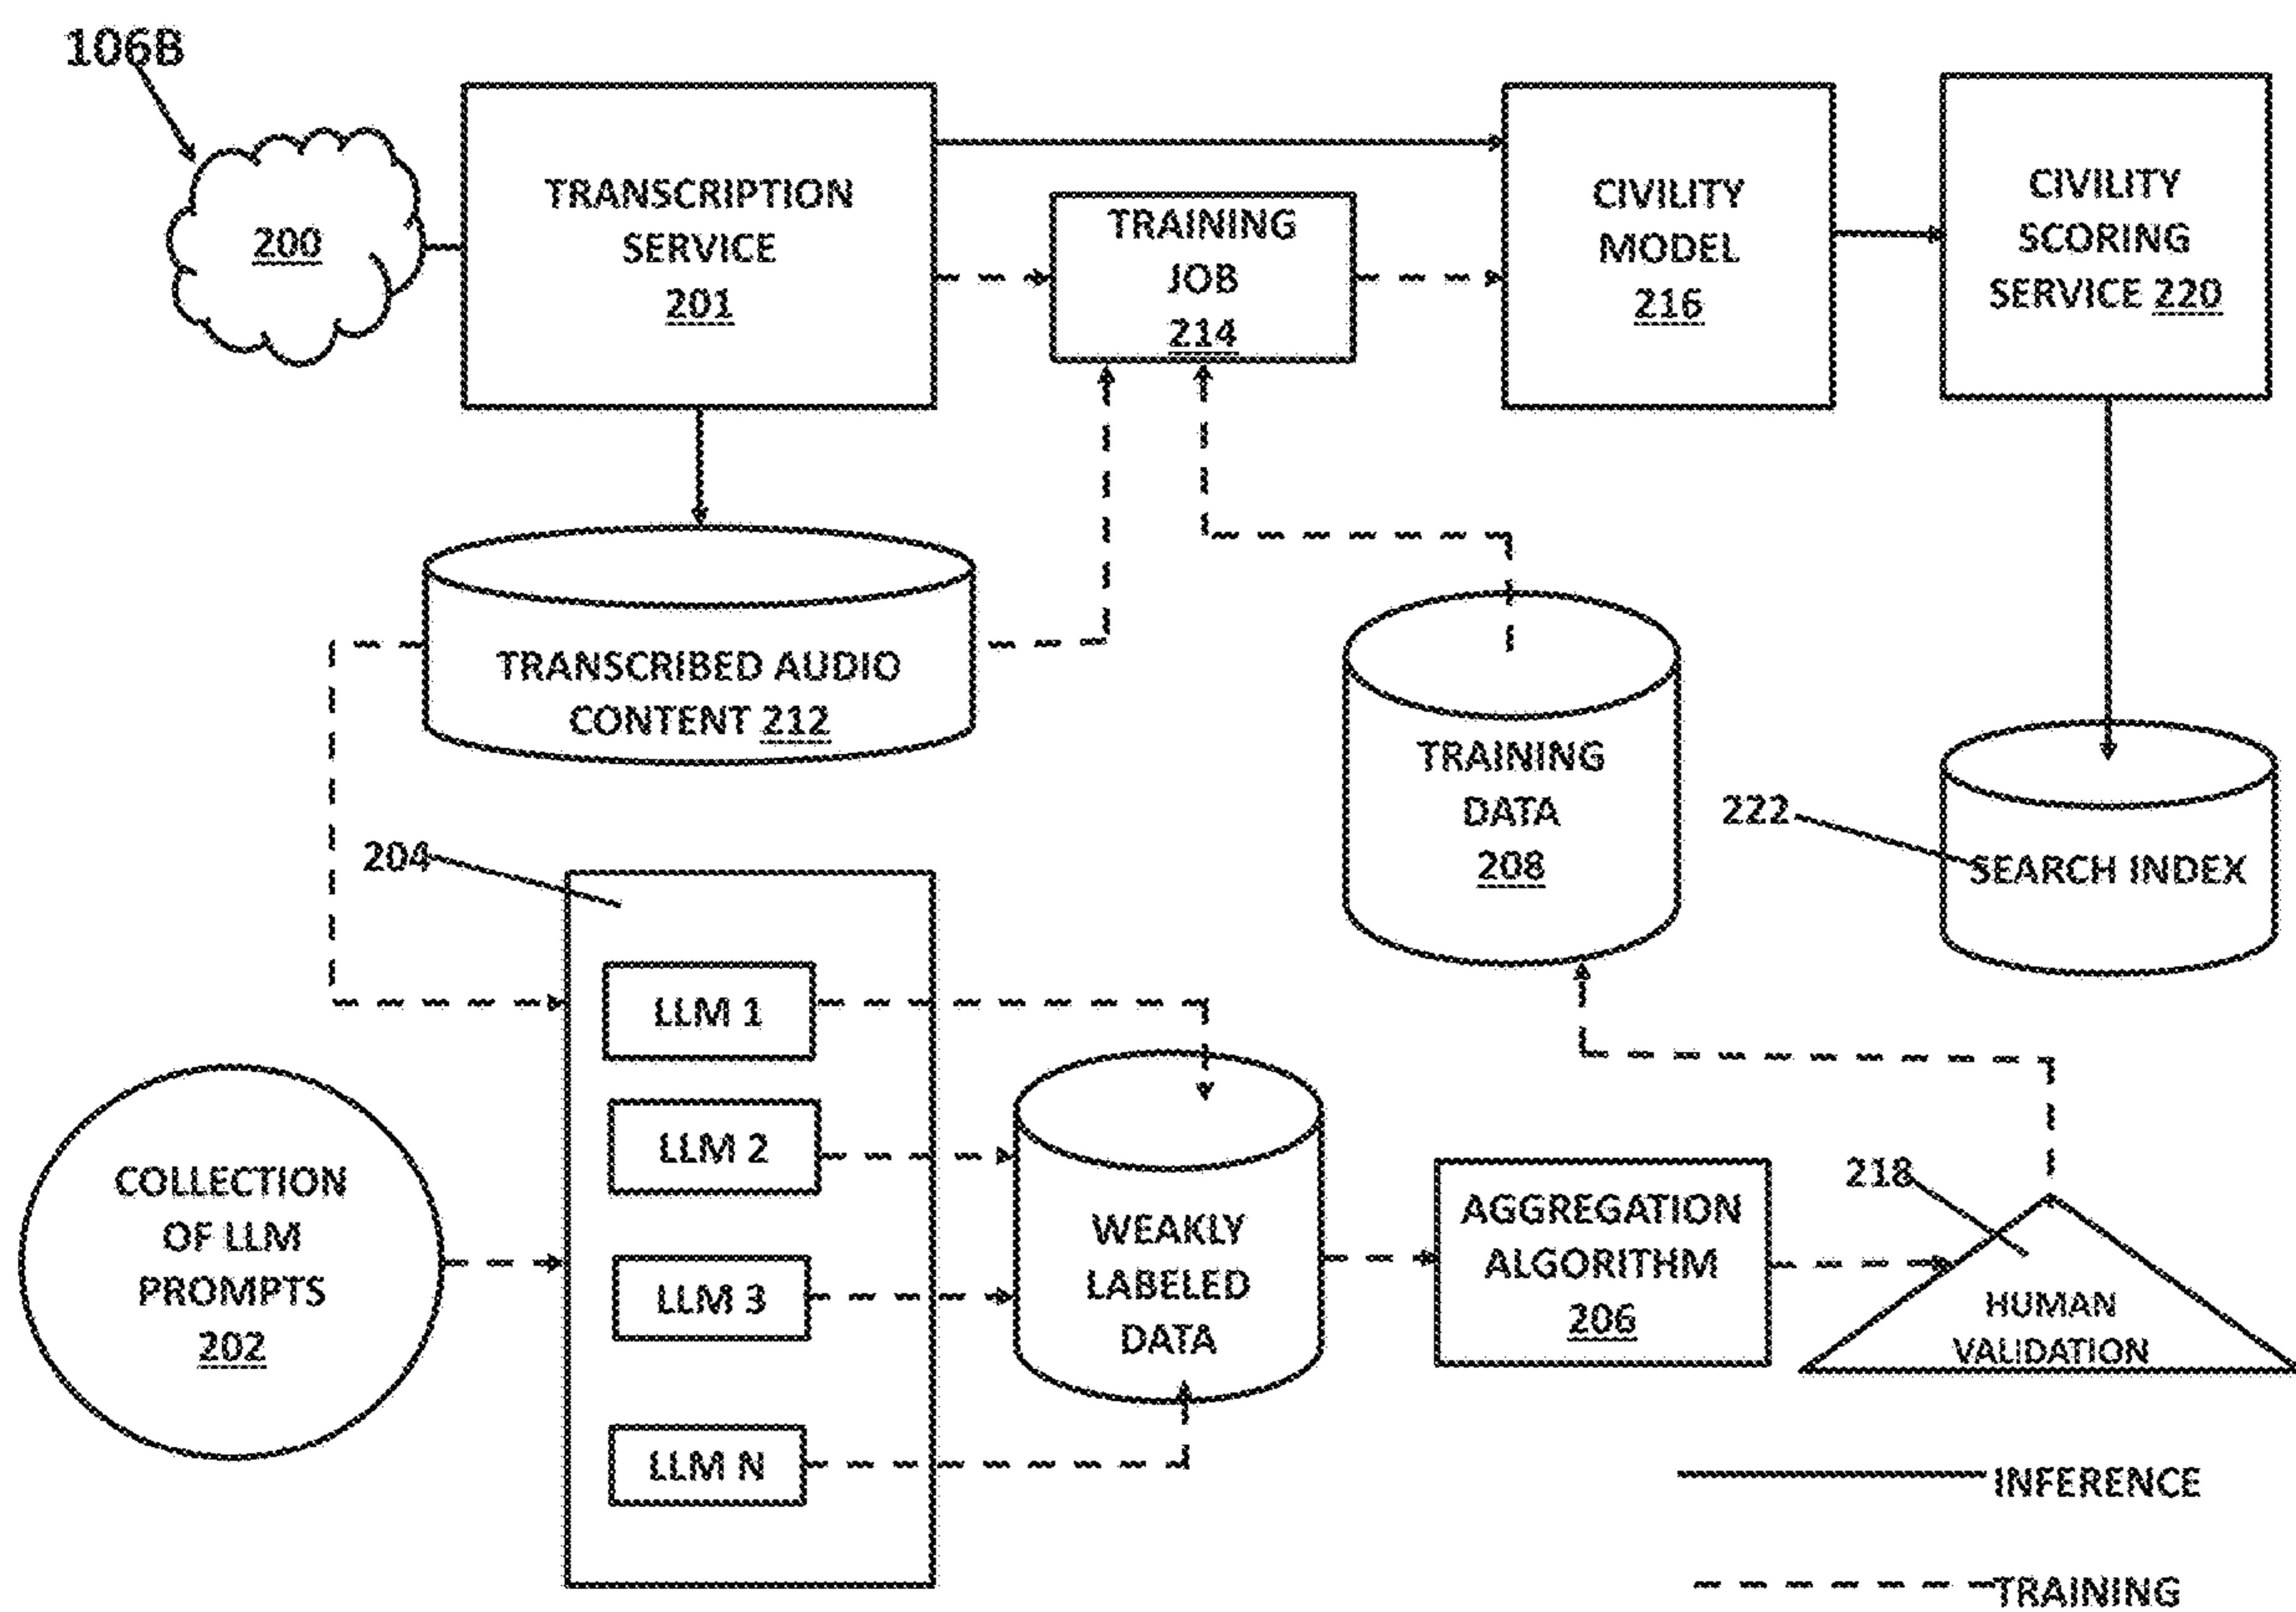 106B
200
TRANSCRIPTION
SERVICE
201
TRAINING
JOB
214
CIVILITY
MODEL
216
CIVILITY
SCORING
SERVICE 220
TRANSCRIBED AUDIO
CONTENT 212
TRAINING
DATA
208
222
SEARCH INDEX
204
LLM 1
LLM 2
LLM 3
LLM N
COLLECTION
OF LLM
PROMPTS
202
WEAKLY
LABELED
DATA
AGGREGATION
ALGORITHM
206
218
HUMAN
VALIDATION
INFERENCE
TRAINING